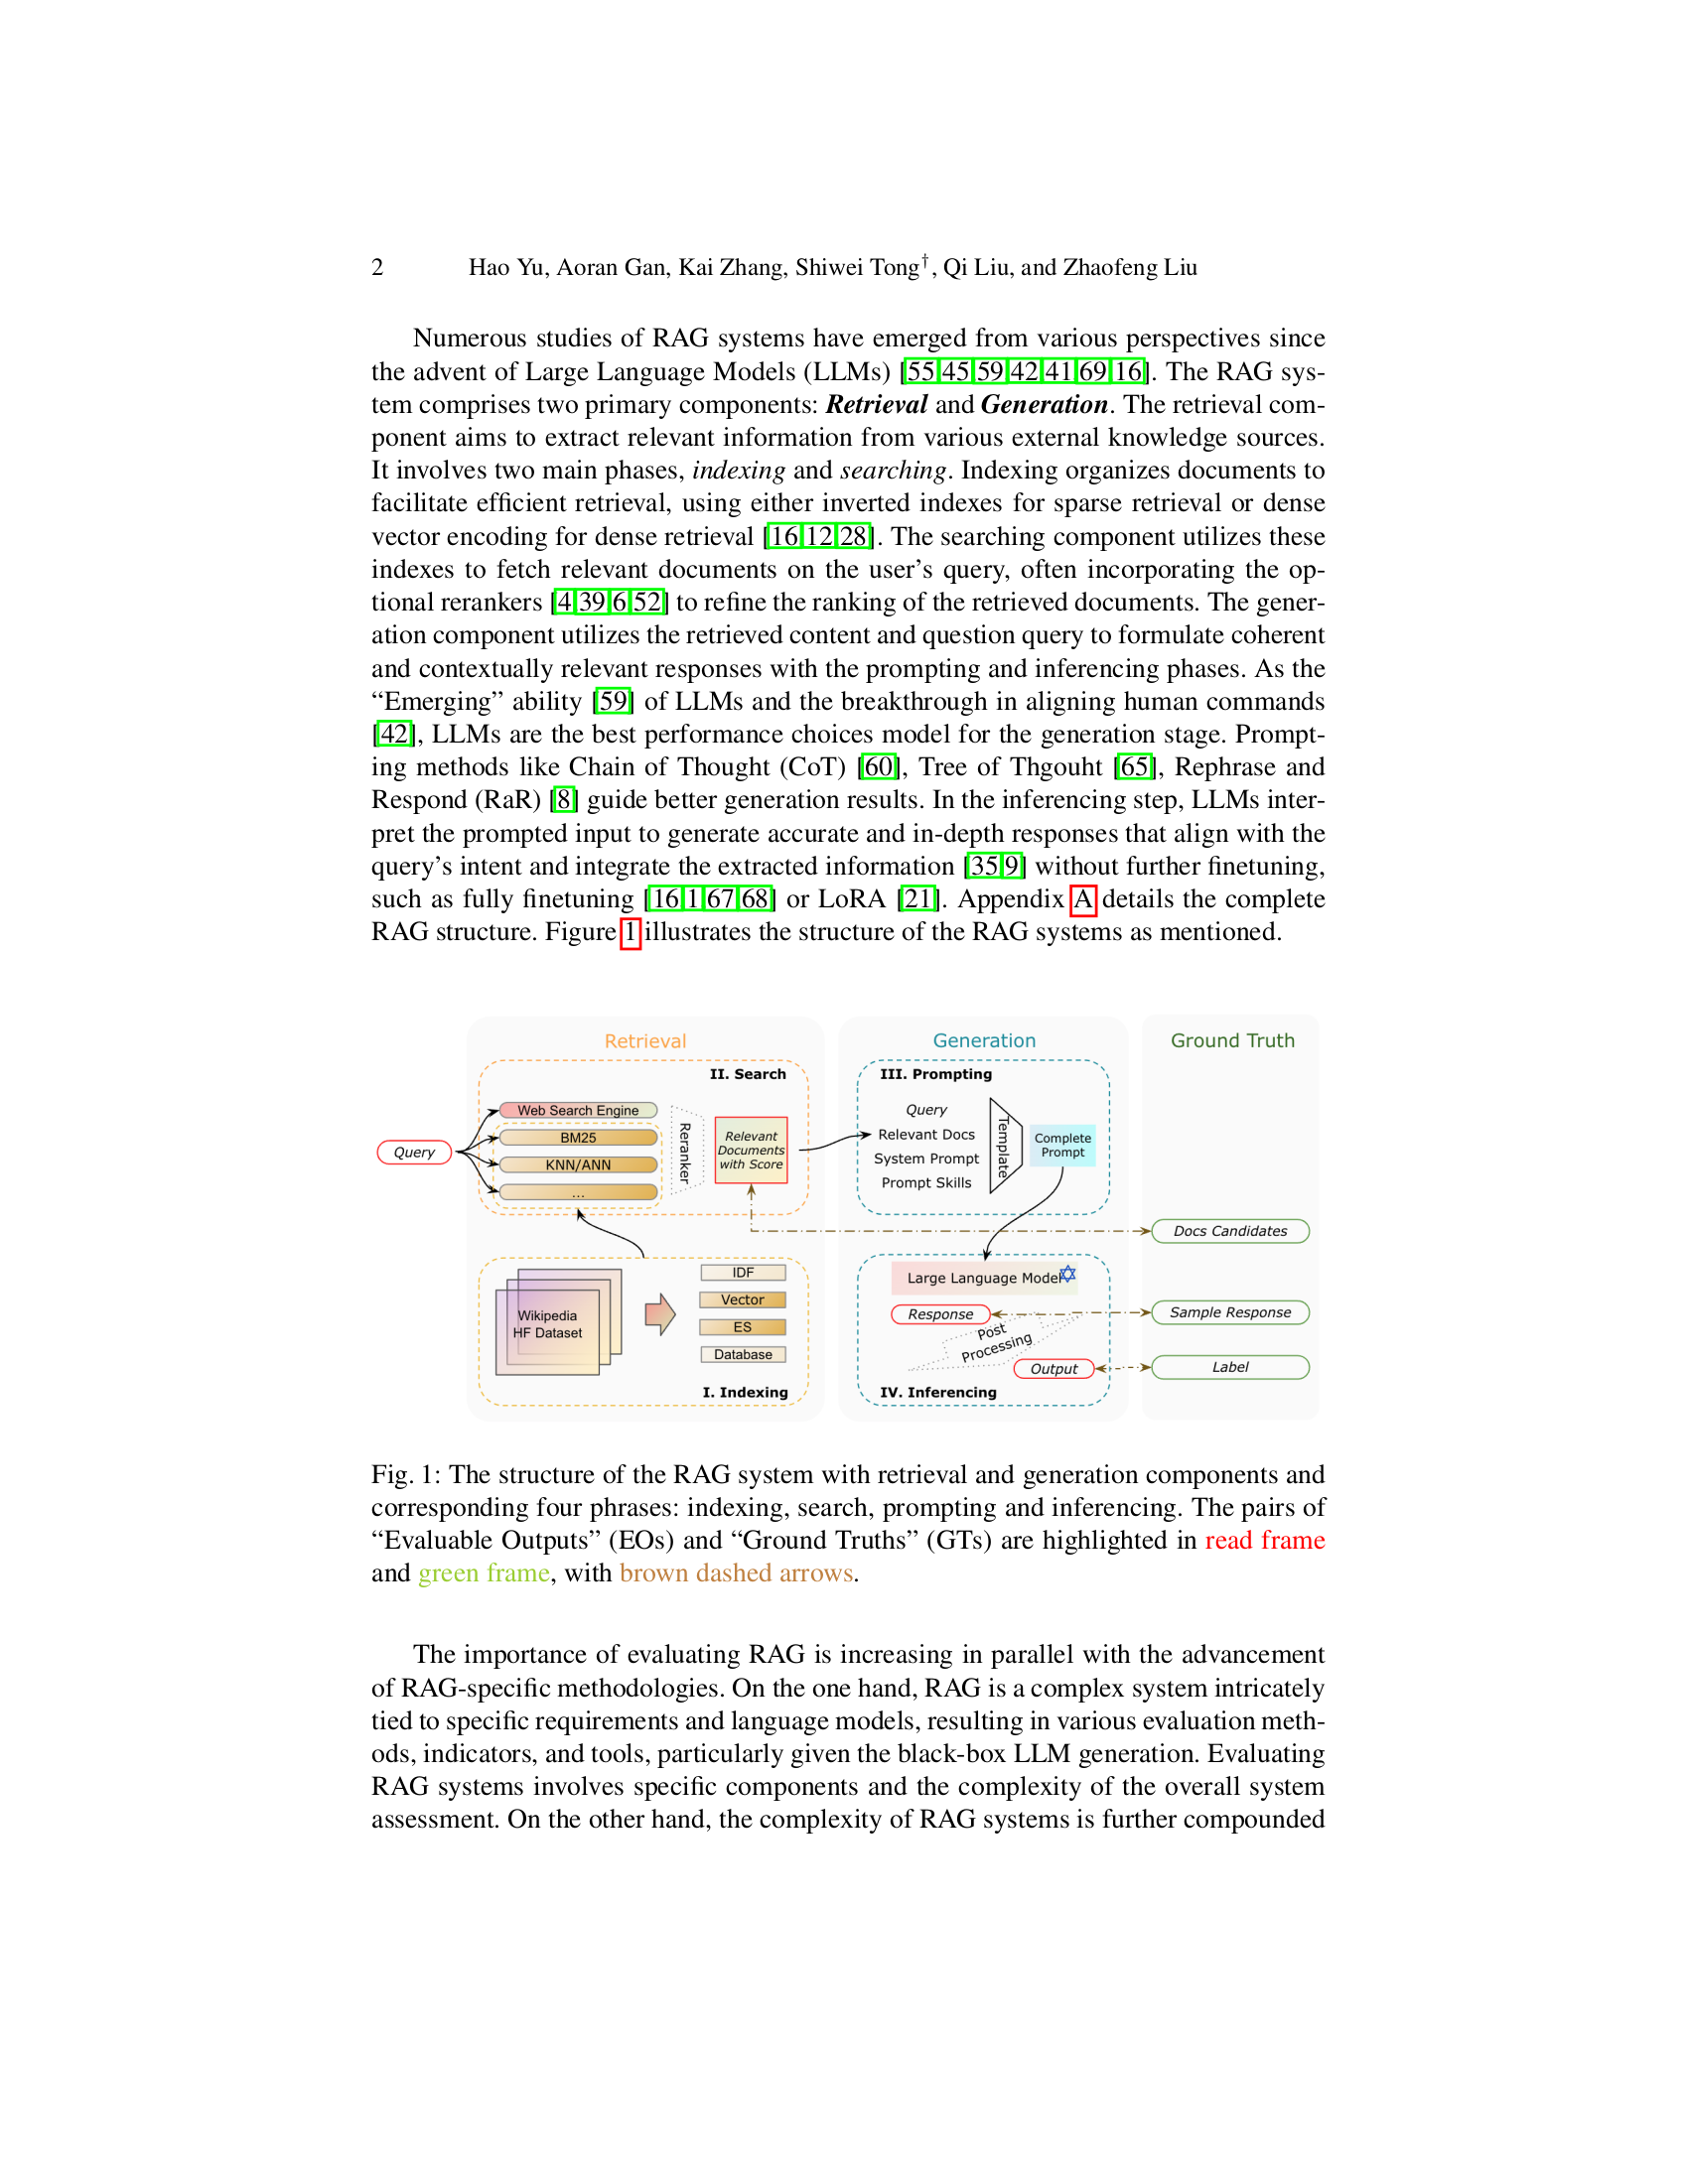 2 Hao Yu, Aoran Gan, Kai Zhang, Shiwei Tong†, Qi Liu, and Zhaofeng Liu
Numerous studies of RAG systems have emerged from various perspectives since
the advent of Large Language Models (LLMs) [55,45,59,42,41,69,16]. The RAG sys-
tem comprises two primary components: Retrieval and Generation. The retrieval com-
ponent aims to extract relevant information from various external knowledge sources.
It involves two main phases, indexing and searching. Indexing organizes documents to
facilitate efficient retrieval, using either inverted indexes for sparse retrieval or dense
vector encoding for dense retrieval [16,12,28]. The searching component utilizes these
indexes to fetch relevant documents on the user's query, often incorporating the op-
tional rerankers [4,39,6,52] to refine the ranking of the retrieved documents. The gener-
ation component utilizes the retrieved content and question query to formulate coherent
and contextually relevant responses with the prompting and inferencing phases. As the
“Emerging” ability [59] of LLMs and the breakthrough in aligning human commands
[42], LLMs are the best performance choices model for the generation stage. Prompt-
ing methods like Chain of Thought (CoT) [60], Tree of Thgouht [65], Rephrase and
Respond (RaR) [8] guide better generation results. In the inferencing step, LLMs inter-
pret the prompted input to generate accurate and in-depth responses that align with the
query's intent and integrate the extracted information [35,9] without further finetuning,
such as fully finetuning [16,1,67,68] or LoRA [21]. Appendix A details the complete
RAG structure. Figure 1 illustrates the structure of the RAG systems as mentioned.
Retrieval
II. Search
Query
Web Search Engine
BM25
KNN/ANN
...
Reranker
Relevant
Documents
with Score
Wikipedia
HF Dataset
IDF
Vector
ES
Database
I. Indexing
Generation
III. Prompting
Query
Relevant Docs
System Prompt
Prompt Skills
Template
Complete
Prompt
Large Language Model
Response
Post
Processing
Output
IV. Inferencing
Ground Truth
Docs Candidates
Sample Response
Label
Fig. 1: The structure of the RAG system with retrieval and generation components and
corresponding four phrases: indexing, search, prompting and inferencing. The pairs of
“Evaluable Outputs” (EOs) and “Ground Truths” (GTs) are highlighted in read frame
and green frame, with brown dashed arrows.
The importance of evaluating RAG is increasing in parallel with the advancement
of RAG-specific methodologies. On the one hand, RAG is a complex system intricately
tied to specific requirements and language models, resulting in various evaluation meth-
ods, indicators, and tools, particularly given the black-box LLM generation. Evaluating
RAG systems involves specific components and the complexity of the overall system
assessment. On the other hand, the complexity of RAG systems is further compounded